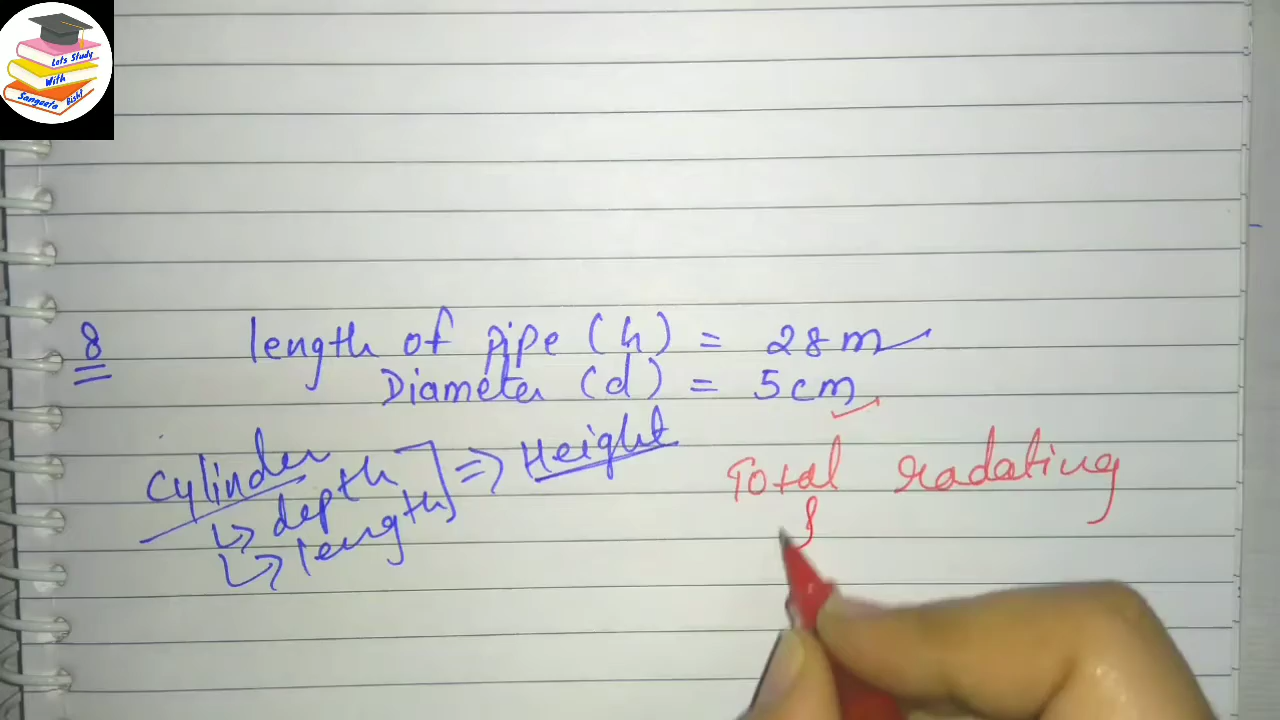 Lets Study
With
Sangeeta Bisht
8 length of pipe (h) = 28m
Diameter (d) = 5cm
Cylinder
↳ depth
↳ length
⇒ Height
Total radating